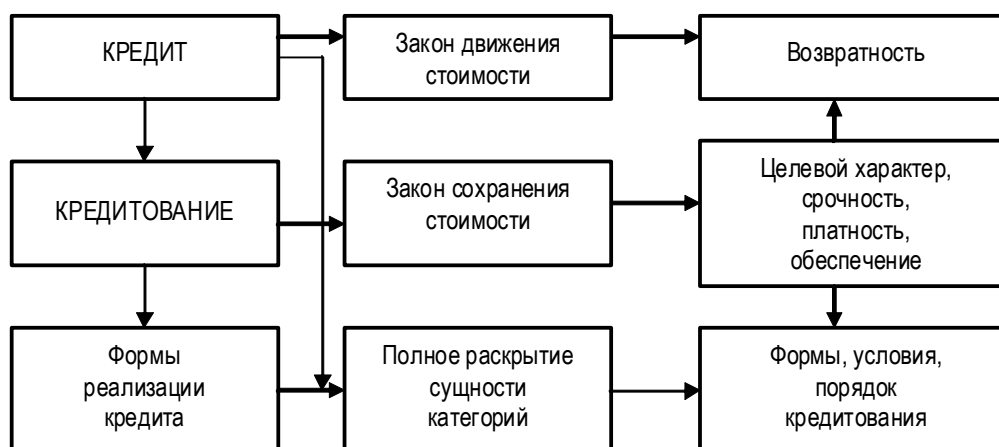 КРЕДИТ
Закон движения
стоимости
Возвратность
КРЕДИТОВАНИЕ
Закон сохранения
стоимости
Целевой характер,
срочность,
платность,
обеспечение
Формы
реализации
кредита
Полное раскрытие
сущности
категорий
Формы, условия,
порядок
кредитования